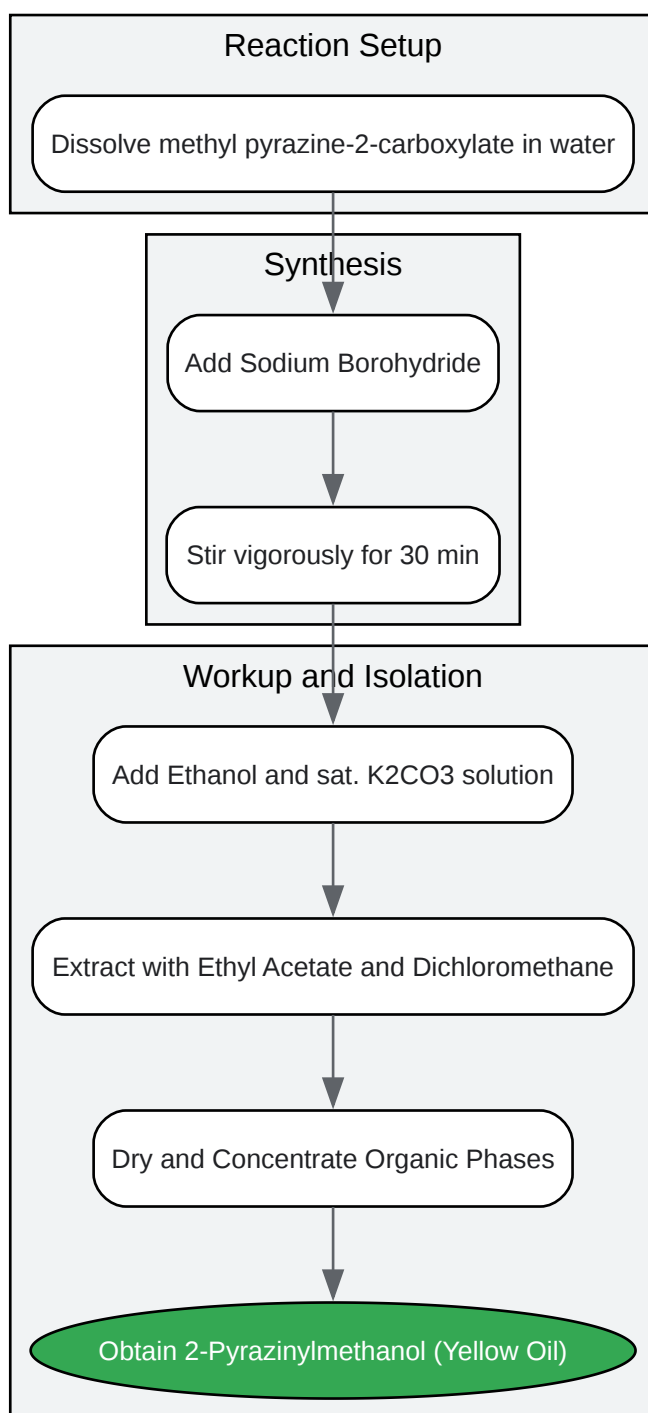 Reaction Setup
Dissolve methyl pyrazine-2-carboxylate in water
Synthesis
Add Sodium Borohydride
Stir vigorously for 30 min
Workup and Isolation
Add Ethanol and sat. K2CO3 solution
Extract with Ethyl Acetate and Dichloromethane
Dry and Concentrate Organic Phases
Obtain 2-Pyrazinylmethanol (Yellow Oil)